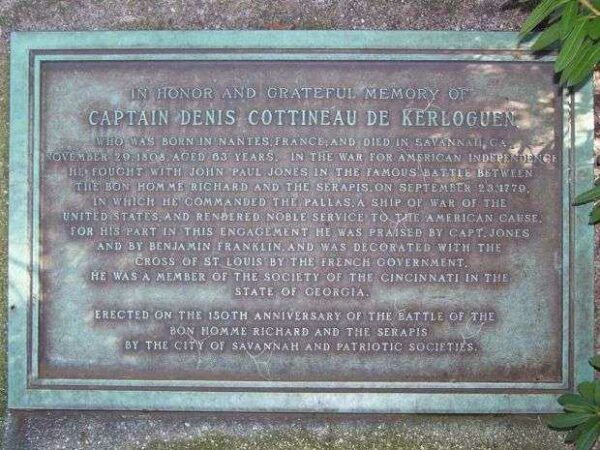 IN HONOR AND GRATEFUL MEMORY OF
CAPTAIN DENIS COTTINEAU DE KERLOGUEN
WHO WAS BORN IN NANTES, FRANCE, AND DIED IN SAVANNAH, GA.
NOVEMBER 29, 1808, AGED 63 YEARS. IN THE WAR FOR AMERICAN INDEPENDENCE
HE FOUGHT WITH JOHN PAUL JONES IN THE FAMOUS BATTLE BETWEEN
THE BON HOMME RICHARD AND THE SERAPIS, ON SEPTEMBER 23, 1779,
IN WHICH HE COMMANDED THE PALLAS, A SHIP OF WAR OF THE
UNITED STATES, AND RENDERED NOBLE SERVICE TO THE AMERICAN CAUSE.
FOR HIS PART IN THIS ENGAGEMENT HE WAS PRAISED BY CAPT. JONES
AND BY BENJAMIN FRANKLIN, AND WAS DECORATED WITH THE
CROSS OF ST. LOUIS BY THE FRENCH GOVERNMENT.
HE WAS A MEMBER OF THE SOCIETY OF THE CINCINNATI IN THE
STATE OF GEORGIA.
ERECTED ON THE 150TH ANNIVERSARY OF THE BATTLE OF THE
BON HOMME RICHARD AND THE SERAPIS
BY THE CITY OF SAVANNAH AND PATRIOTIC SOCIETIES.